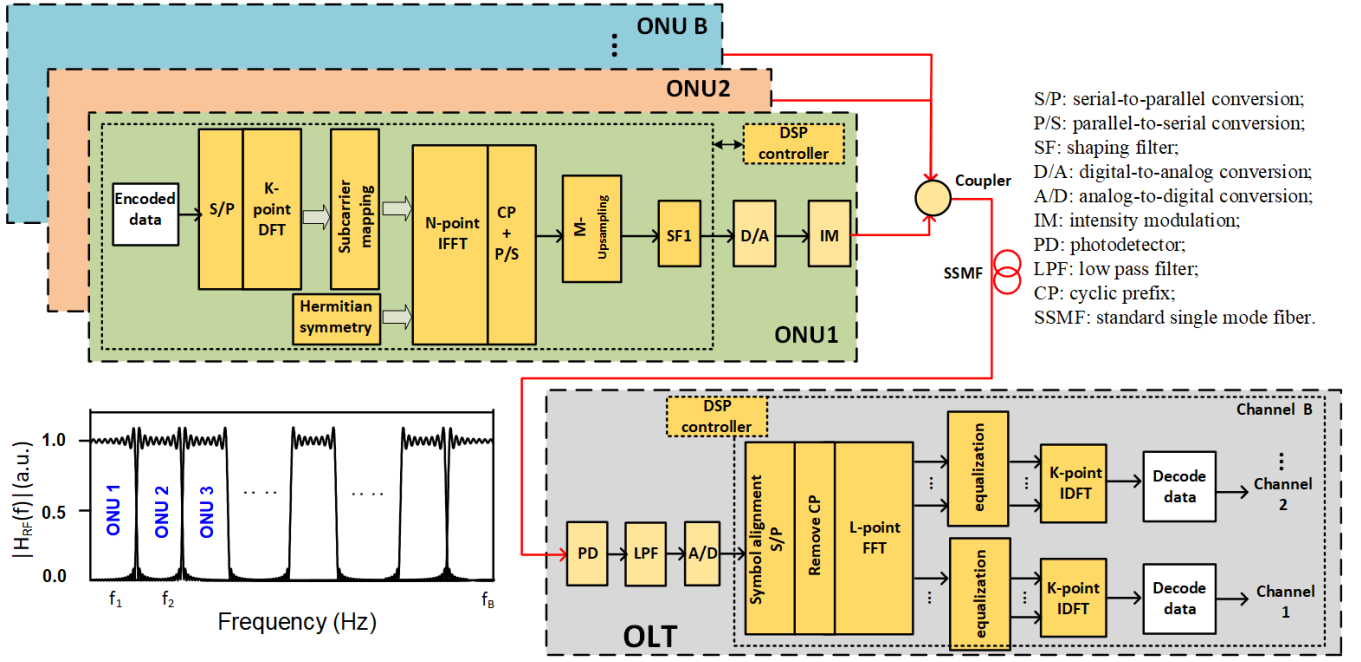 ONU B
⋮
ONU2
DSP
controller
Encoded
data
S/P
K-
point
DFT
Subcarrier
mapping
Hermitian
symmetry
N-point
IFFT
CP
+
P/S
M-
Upsampling
SF1
D/A
IM
ONU1
Coupler
SSMF
S/P: serial-to-parallel conversion;
P/S: parallel-to-serial conversion;
SF: shaping filter;
D/A: digital-to-analog conversion;
A/D: analog-to-digital conversion;
IM: intensity modulation;
PD: photodetector;
LPF: low pass filter;
CP: cyclic prefix;
SSMF: standard single mode fiber.
|H_RF(f)| (a.u.)
1.0
0.5
0.0
ONU 1
ONU 2
ONU 3
.. ..
.. ..
f₁
f₂
f_B
Frequency (Hz)
DSP
controller
Channel B
PD
LPF
A/D
Symbol alignment
S/P
Remove CP
L-point
FFT
...
equalization
...
K-point
IDFT
Decode
data
⋮
Channel
2
...
equalization
...
K-point
IDFT
Decode
data
Channel
1
OLT